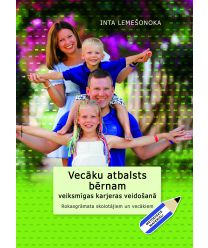 INTA LEMEŠONOKA
Vecāku atbalsts
bērnam
veiksmīgas karjeras veidošanā
Rokasgrāmata skolotājiem un vecākiem